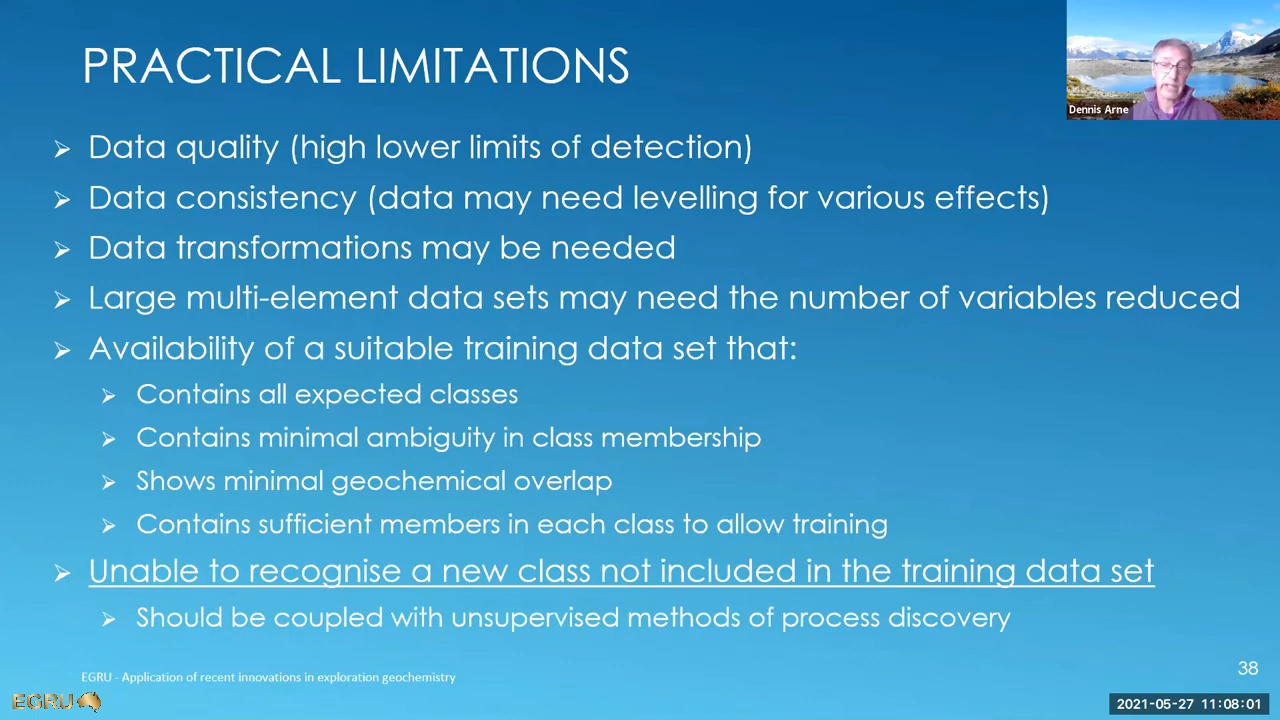 PRACTICAL LIMITATIONS
Dennis Arne
Data quality (high lower limits of detection)
Data consistency (data may need levelling for various effects)
Data transformations may be needed
Large multi-element data sets may need the number of variables reduced
Availability of a suitable training data set that:
Contains all expected classes
Contains minimal ambiguity in class membership
Shows minimal geochemical overlap
Contains sufficient members in each class to allow training
Unable to recognise a new class not included in the training data set
Should be coupled with unsupervised methods of process discovery
EGRU - Application of recent innovations in exploration geochemistry
38
EGRU
2021-05-27 11:08:01